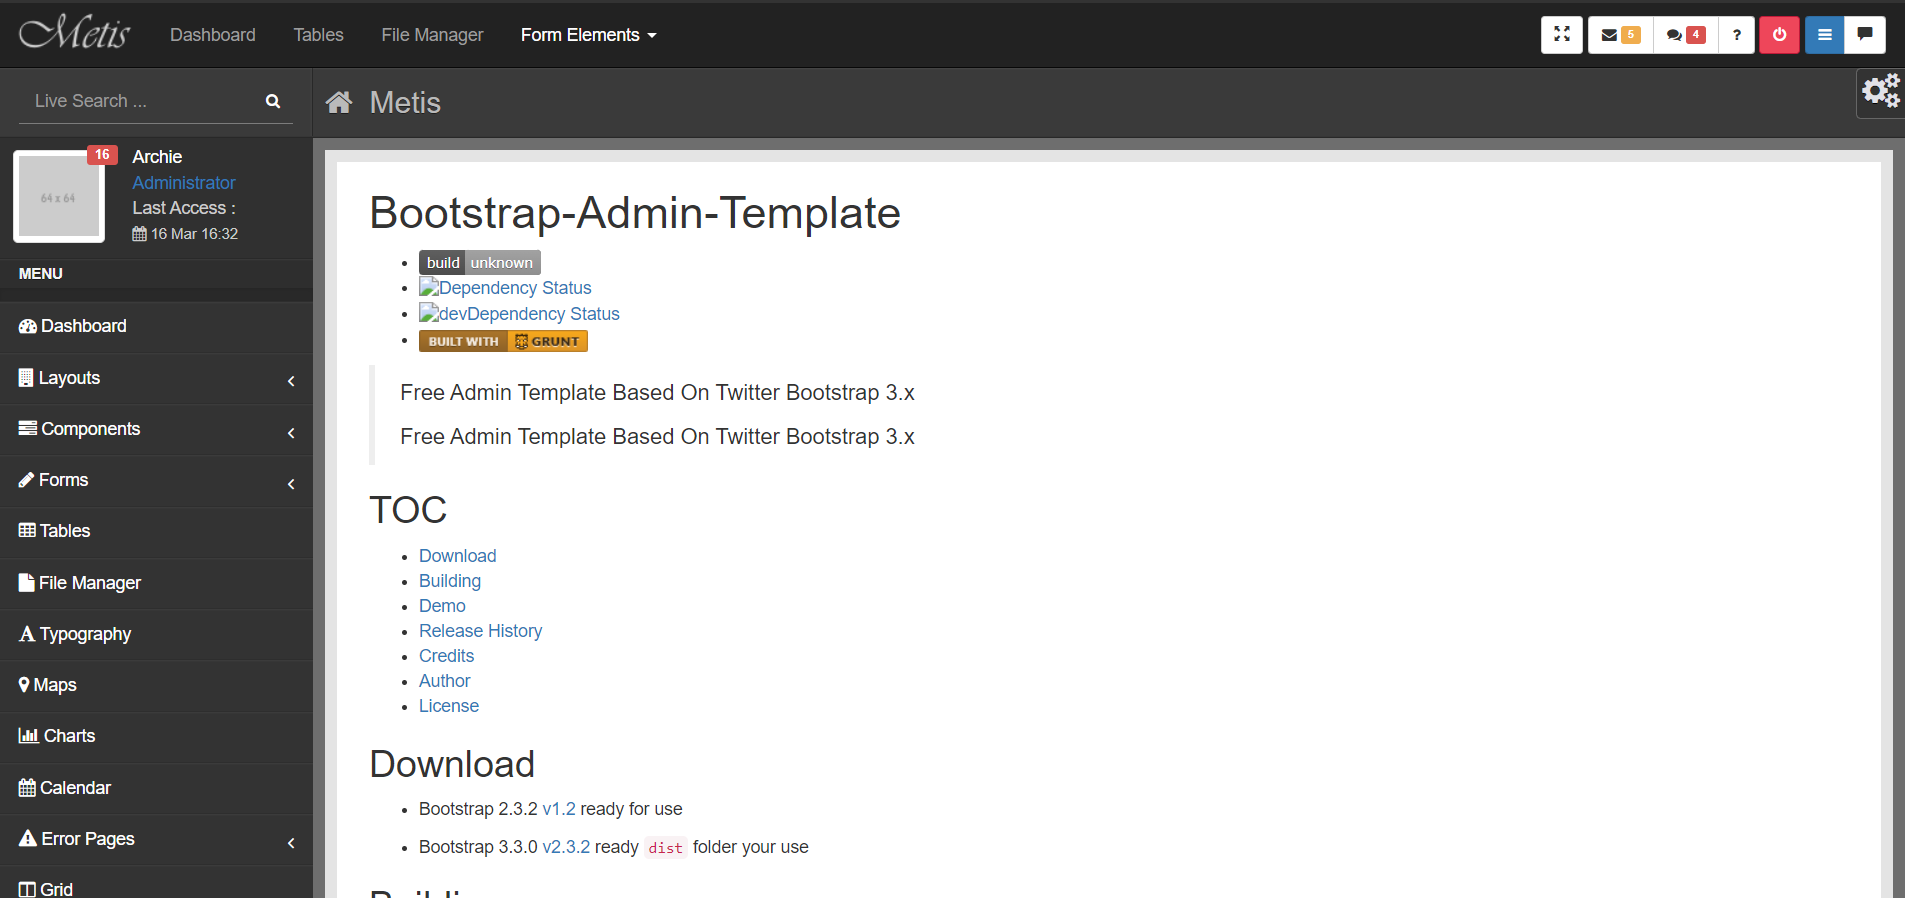 Metis Dashboard Tables File Manager Form Elements 5 4 ?
Live Search ...
Metis
16
64 x 64
Archie
Administrator
Last Access :
16 Mar 16:32
MENU
Dashboard
Layouts
Components
Forms
Tables
File Manager
Typography
Maps
Charts
Calendar
Error Pages
Grid
Bootstrap-Admin-Template
build unknown
Dependency Status
devDependency Status
BUILT WITH GRUNT
Free Admin Template Based On Twitter Bootstrap 3.x
Free Admin Template Based On Twitter Bootstrap 3.x
TOC
Download
Building
Demo
Release History
Credits
Author
License
Download
Bootstrap 2.3.2 v1.2 ready for use
Bootstrap 3.3.0 v2.3.2 ready dist folder your use